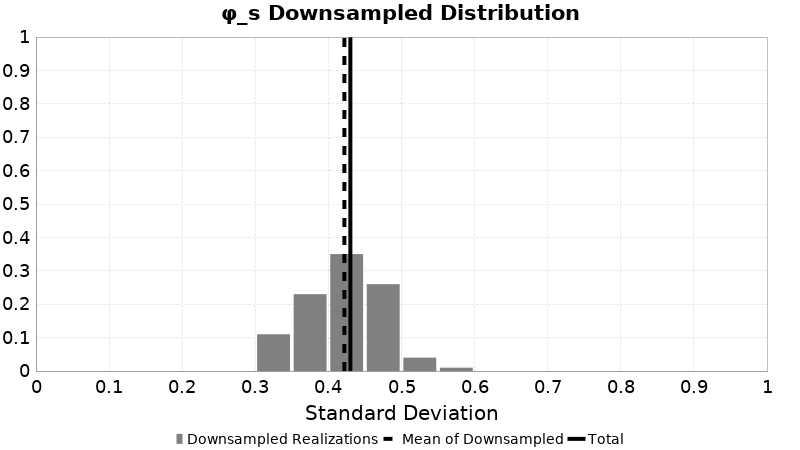 φ_s Downsampled Distribution
1
0.9
0.8
0.7
0.6
0.5
0.4
0.3
0.2
0.1
0
0 0.1 0.2 0.3 0.4 0.5 0.6 0.7 0.8 0.9 1
Standard Deviation
Downsampled Realizations Mean of Downsampled Total